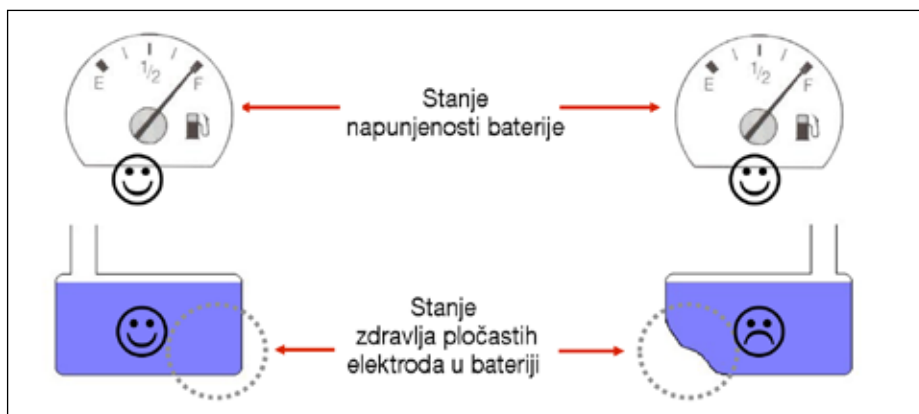 E 1/2 F
Stanje
napunjenosti baterije
E 1/2 F
Stanje
zdravlja pločastih
elektroda u bateriji